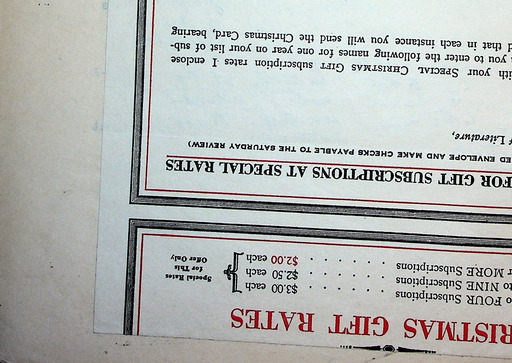 RISTMAS GIFT RATES
o FOUR Subscriptions . . . . . . $3.00 each
to NINE Subscriptions . . . . . . $2.50 each
r MORE Subscriptions . . . . . . $2.00 each
Special Rates
for This
Offer Only
FOR GIFT SUBSCRIPTIONS AT SPECIAL RATES
ED ENVELOPE AND MAKE CHECKS PAYABLE TO THE SATURDAY REVIEW)
f Literature,
ith your SPECIAL CHRISTMAS GIFT subscription rates I enclose
you to enter the following names for one year on your list of sub-
d that in each instance you will send the Christmas Card, bearing